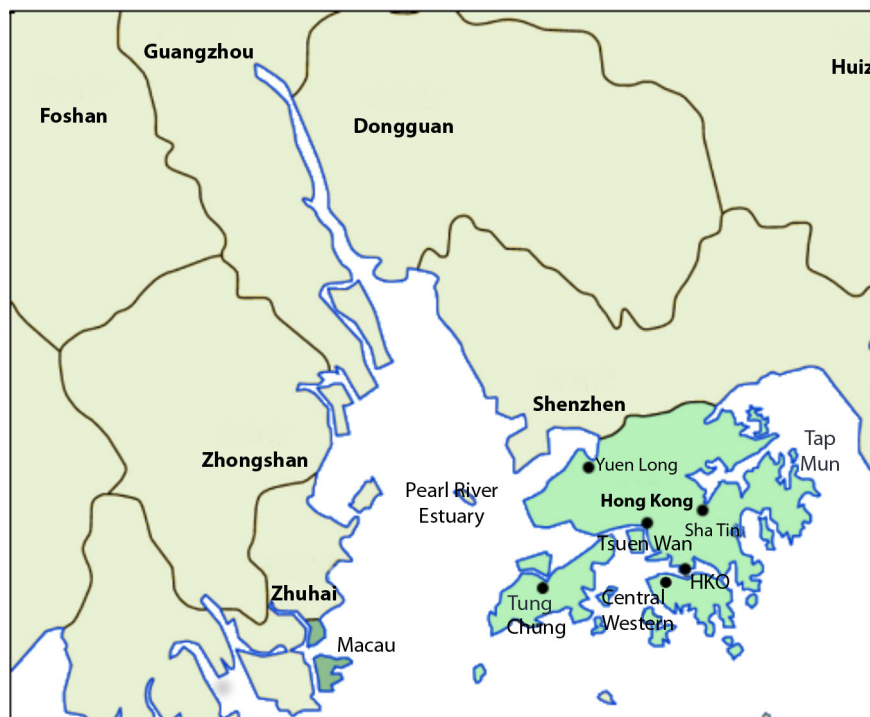 Guangzhou
Huiz
Foshan
Dongguan
Shenzhen
Tap
Mun
Zhongshan
Yuen Long
Pearl River
Estuary
Hong Kong
Sha Tin
Tsuen Wan
HKO
Zhuhai
Tung
Chung
Central
Western
Macau